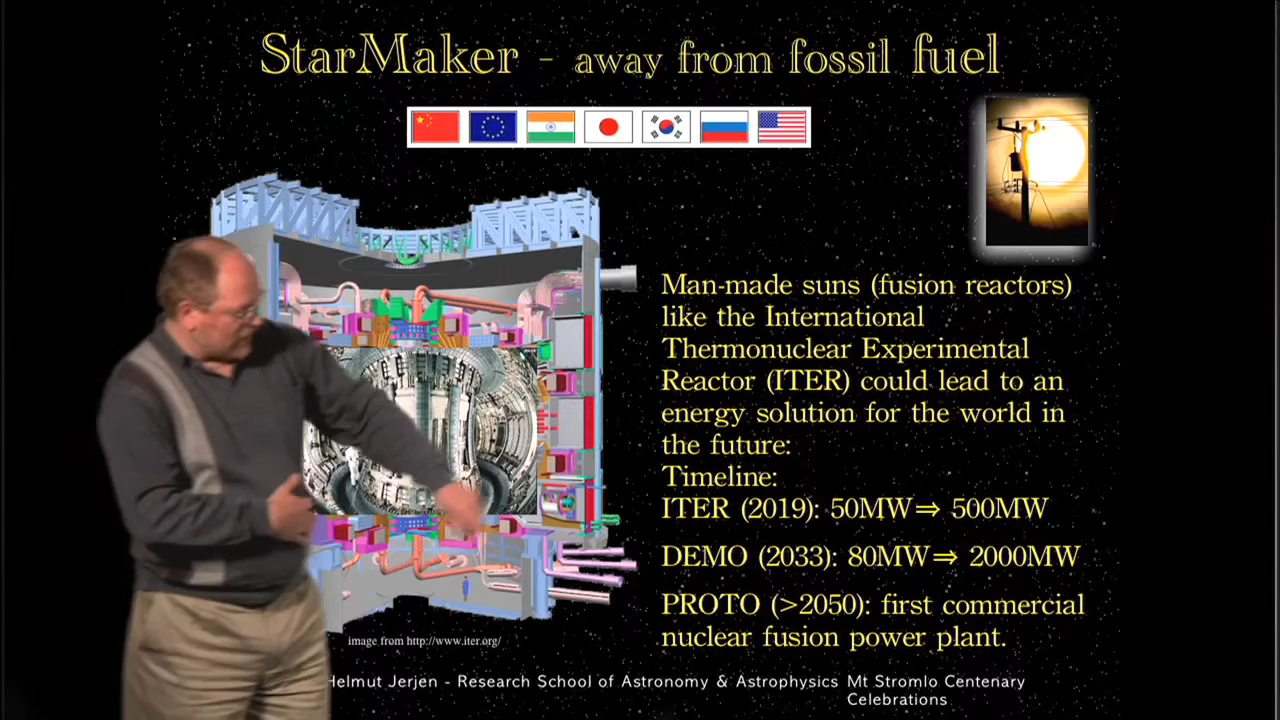 StarMaker - away from fossil fuel
Man-made suns (fusion reactors)
like the International
Thermonuclear Experimental
Reactor (ITER) could lead to an
energy solution for the world in
the future:
Timeline:
ITER (2019): 50MW⇒ 500MW
DEMO (2033): 80MW⇒ 2000MW
PROTO (>2050): first commercial
nuclear fusion power plant.
image from http://www.iter.org/
Helmut Jerjen - Research School of Astronomy & Astrophysics
Mt Stromlo Centenary
Celebrations